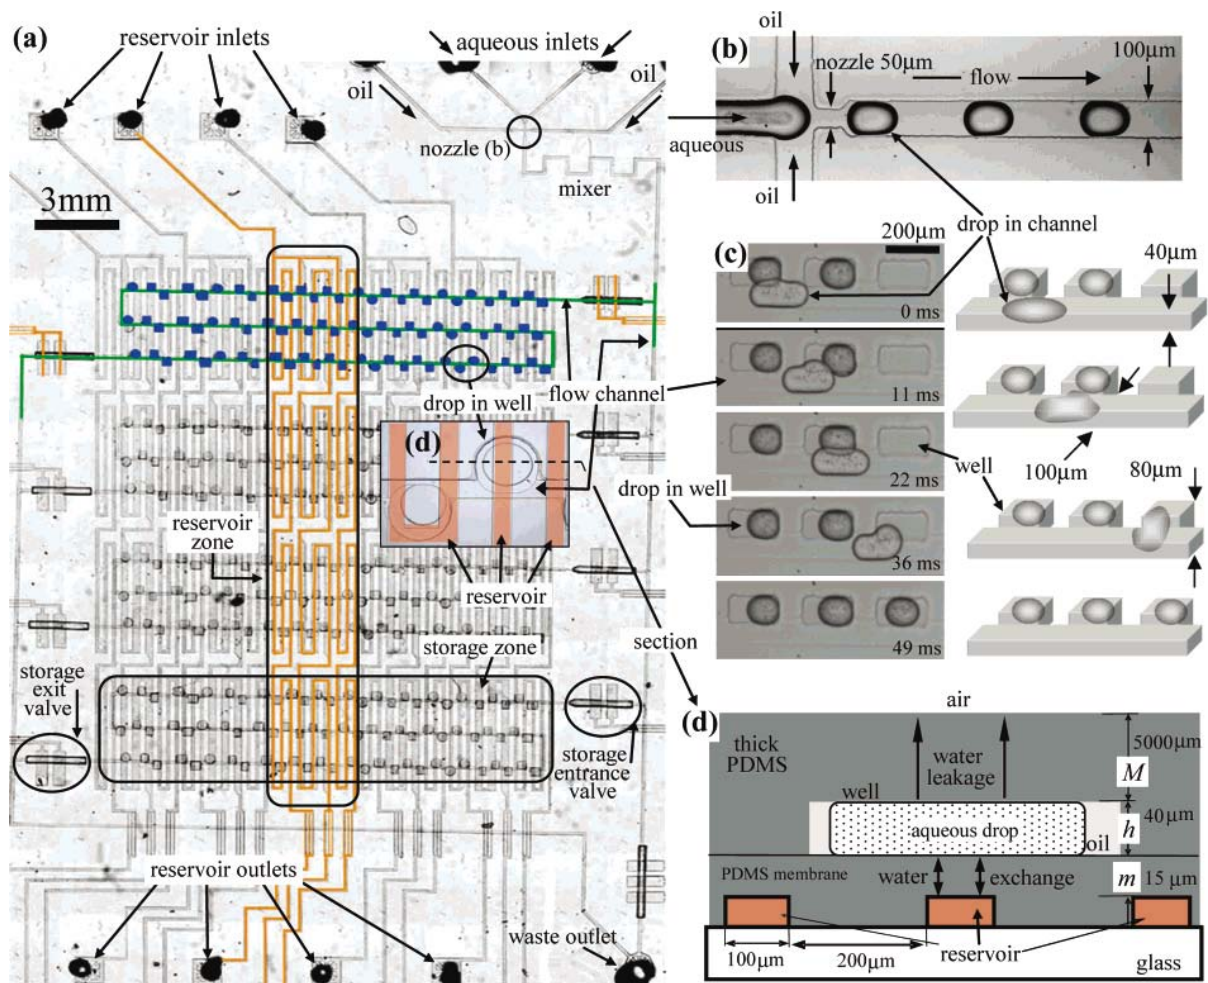 (a)
reservoir inlets
aqueous inlets
oil
oil
nozzle (b)
mixer
3mm
drop in well
flow channel
(d)
reservoir
zone
reservoir
storage zone
section
storage
exit
valve
storage
entrance
valve
reservoir outlets
waste outlet
(b)
oil
nozzle 50μm
flow
100μm
aqueous
oil
drop in channel
(c)
200μm
0 ms
11 ms
22 ms
36 ms
49 ms
drop in well
well
40μm
100μm
80μm
(d)
air
thick
PDMS
water
leakage
5000μm
M
well
aqueous drop
40μm
h
oil
PDMS membrane
water
exchange
m
15 μm
100μm
200μm
reservoir
glass